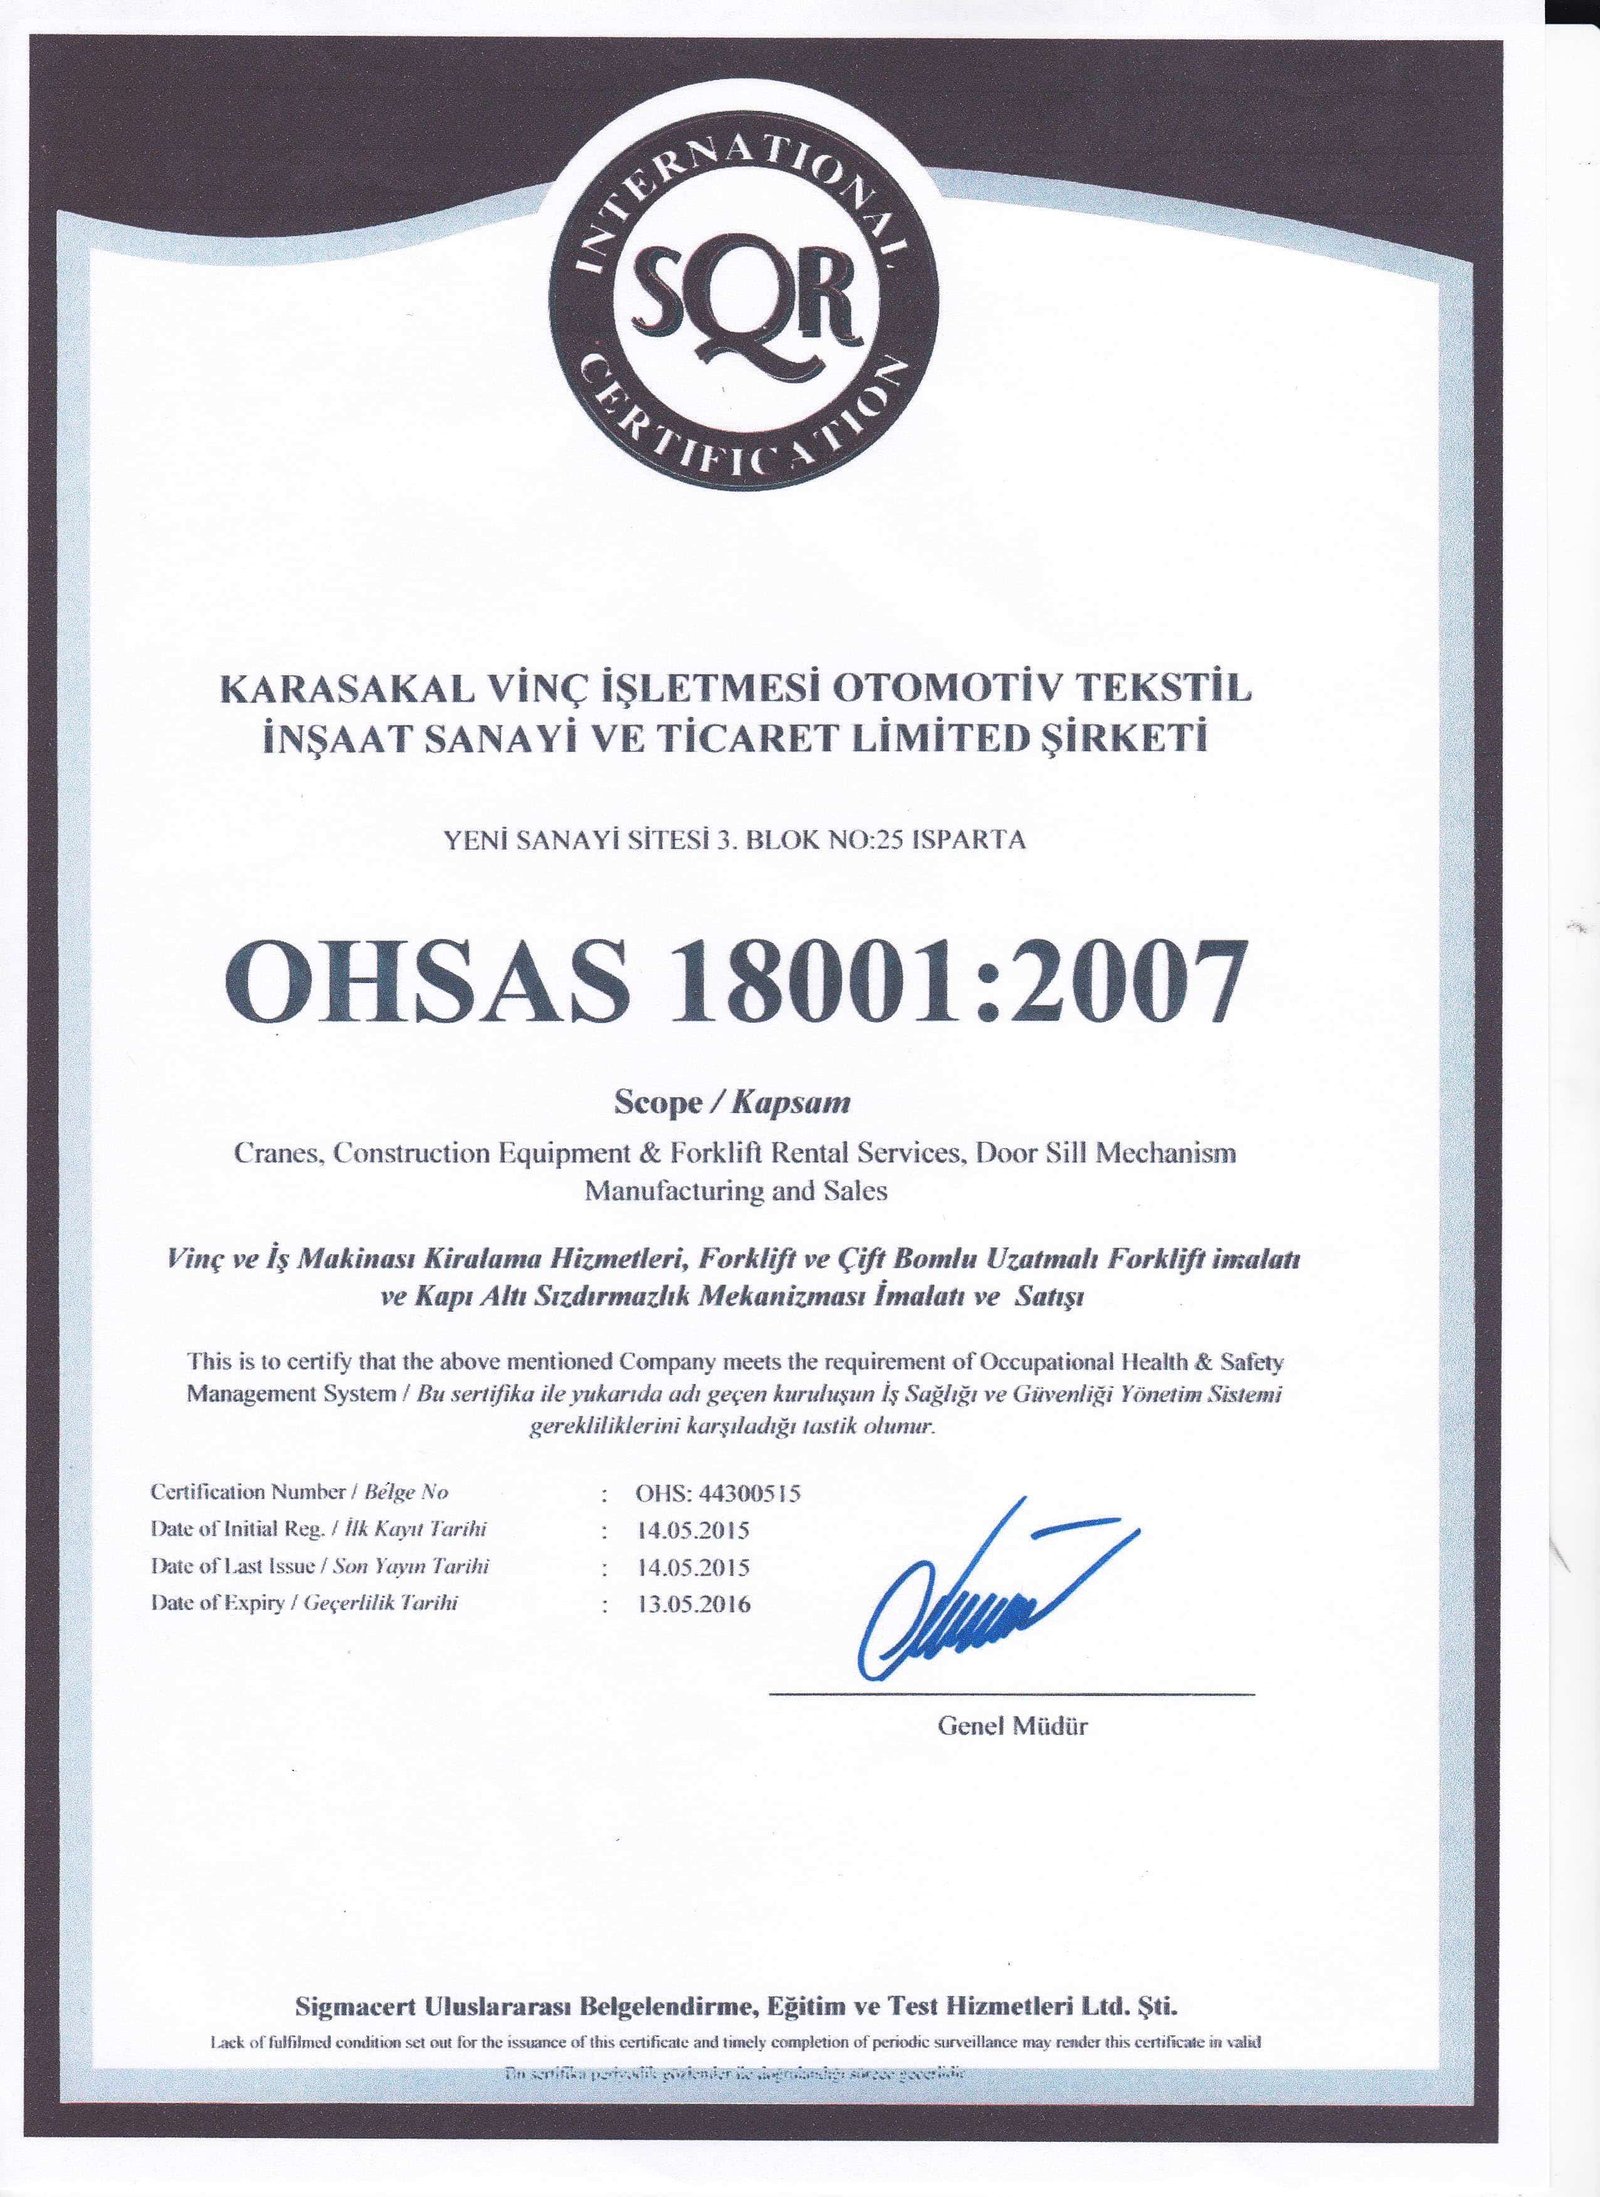 INTERNATIONAL
SQR
CERTIFICATION
KARASAKAL VİNÇ İŞLETMESİ OTOMOTİV TEKSTİL
İNŞAAT SANAYİ VE TİCARET LİMİTED ŞİRKETİ
YENİ SANAYİ SİTESİ 3. BLOK NO:25 ISPARTA
OHSAS 18001:2007
Scope / Kapsam
Cranes, Construction Equipment & Forklift Rental Services, Door Sill Mechanism
Manufacturing and Sales
Vinç ve İş Makinası Kiralama Hizmetleri, Forklift ve Çift Bomlu Uzatmalı Forklift imalatı
ve Kapı Altı Sızdırmazlık Mekanizması İmalatı ve Satışı
This is to certify that the above mentioned Company meets the requirement of Occupational Health & Safety
Management System / Bu sertifika ile yukarıda adı geçen kuruluşun İş Sağlığı ve Güvenliği Yönetim Sistemi
gerekliliklerini karşıladığı tastik olunur.
Certification Number / Belge No : OHS: 44300515
Date of Initial Reg. / İlk Kayıt Tarihi : 14.05.2015
Date of Last Issue / Son Yayın Tarihi : 14.05.2015
Date of Expiry / Geçerlilik Tarihi : 13.05.2016
Genel Müdür
Sigmacert Uluslararası Belgelendirme, Eğitim ve Test Hizmetleri Ltd. Şti.
Lack of fulfilmed condition set out for the issuance of this certificate and timely completion of periodic surveillance may render this certificate in valid
Bu sertifika periyodik gözlemler ile doğrulandığı sürece geçerlidir